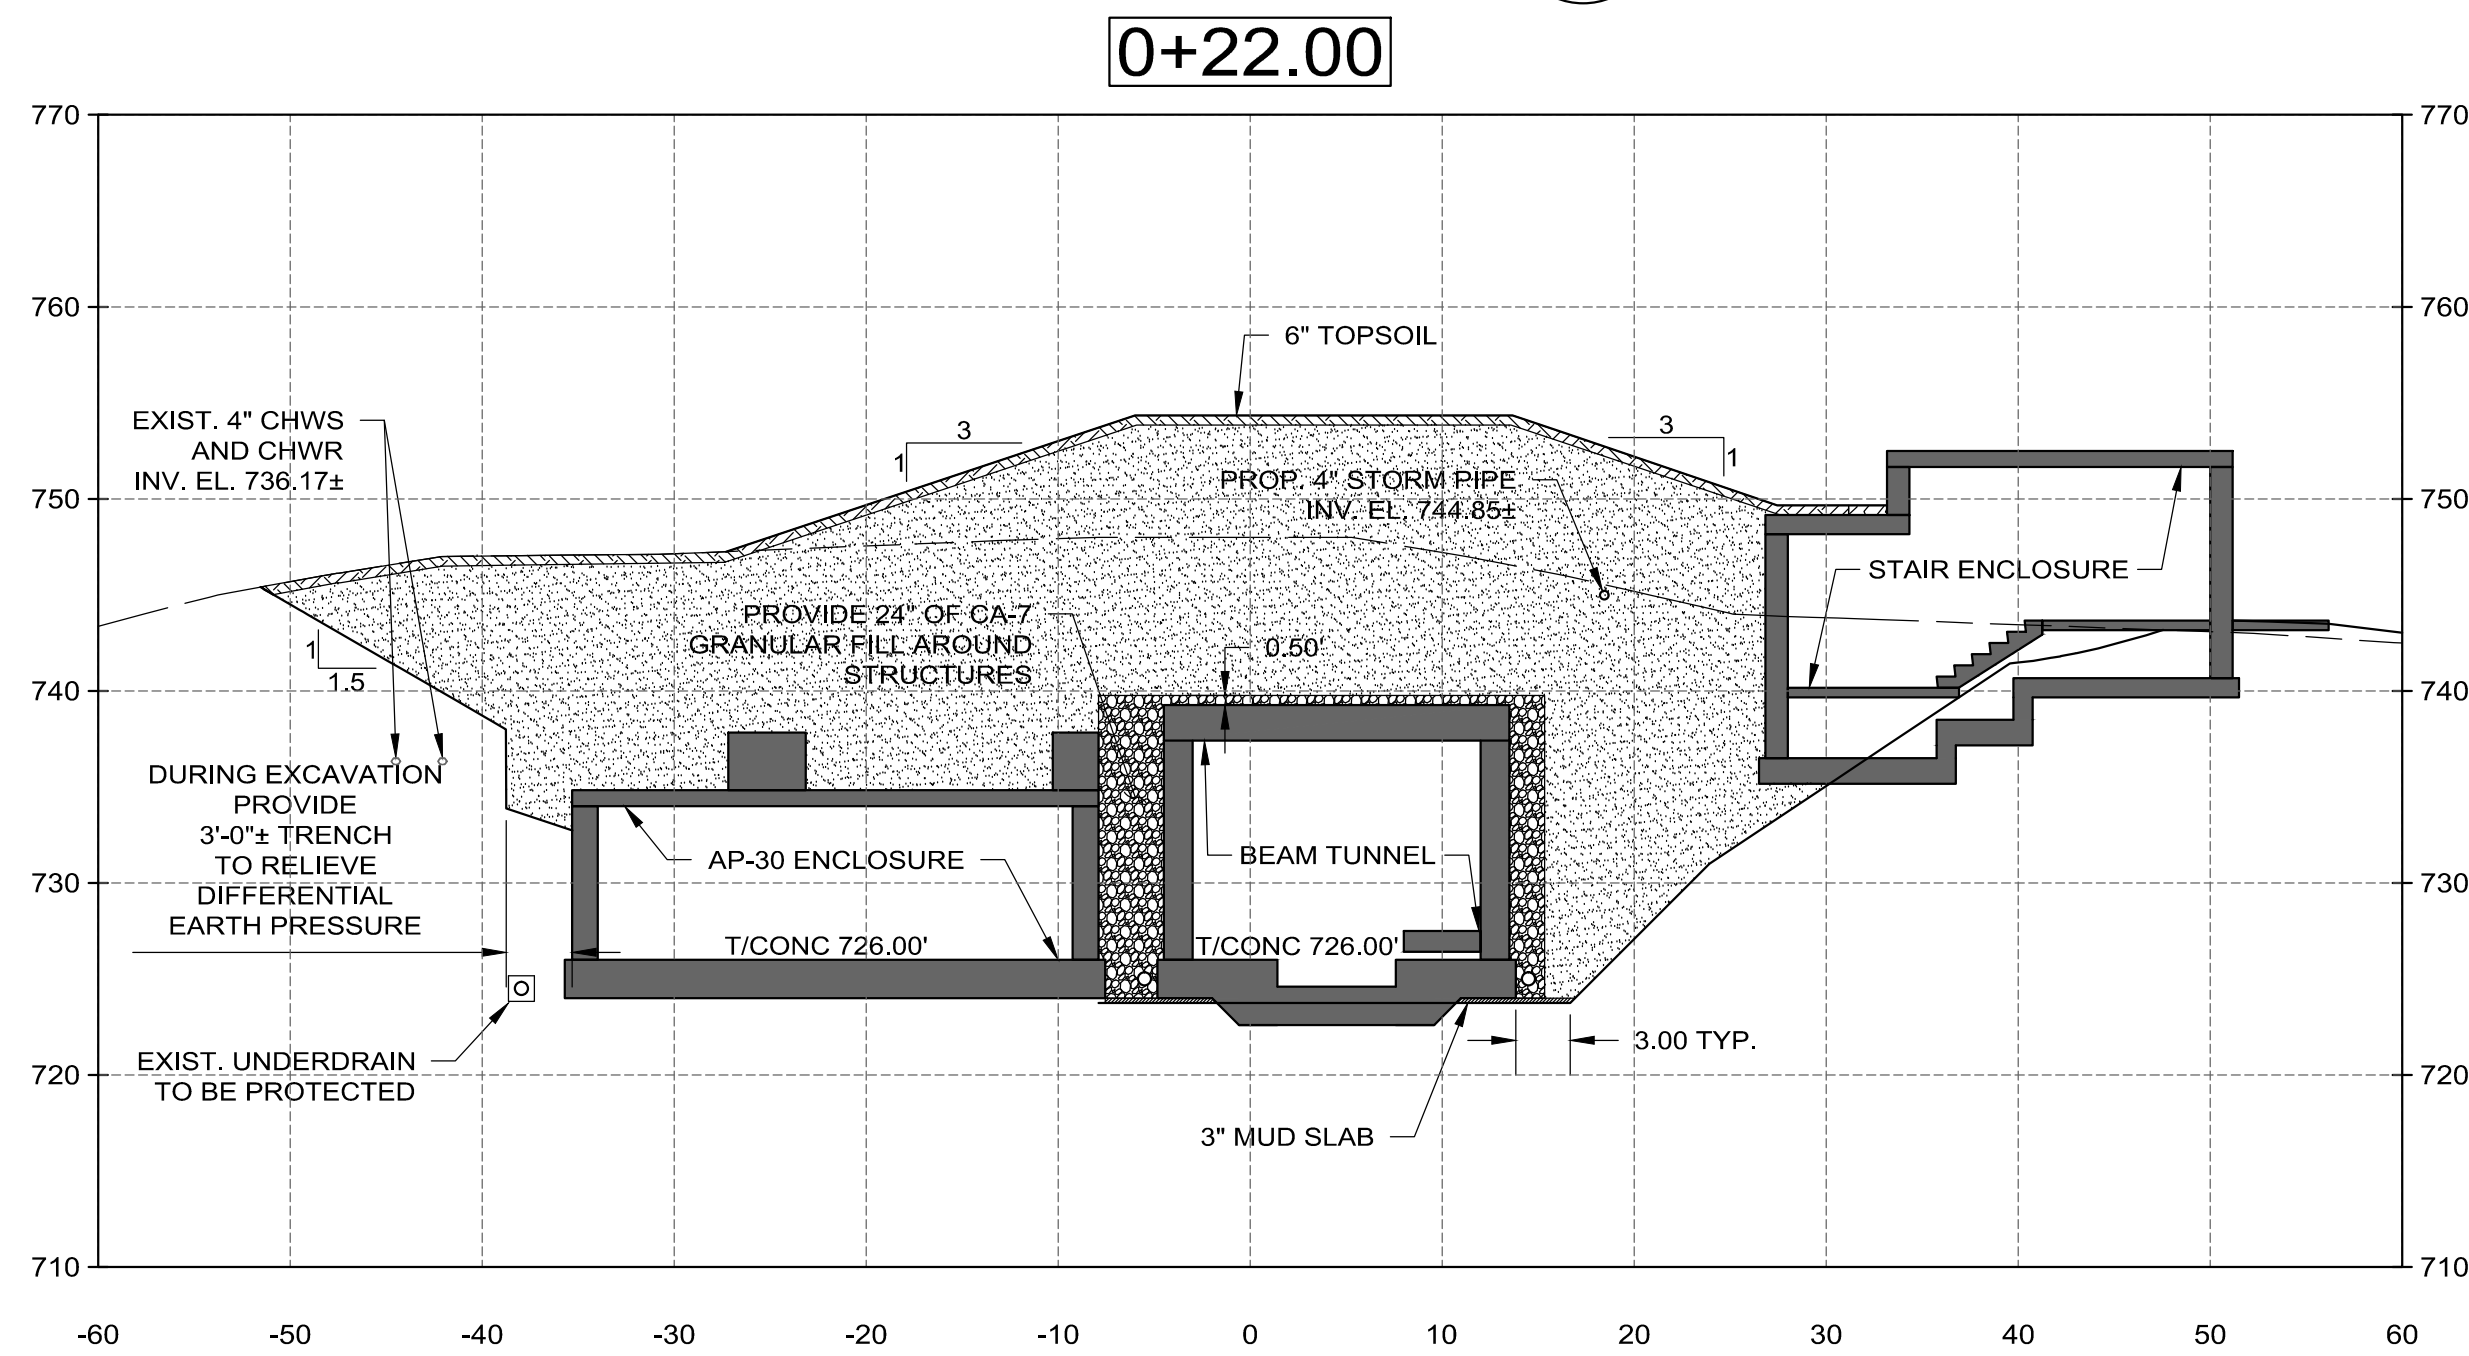 0+22.00
770
770
760
760
6" TOPSOIL
EXIST. 4" CHWS
AND CHWR
INV. EL. 736.17±
3
1
3
1
PROP. 4" STORM PIPE
INV. EL. 744.85±
750
750
STAIR ENCLOSURE
PROVIDE 24" OF CA-7
GRANULAR FILL AROUND
STRUCTURES
0.50'
1
1.5
740
740
DURING EXCAVATION
PROVIDE
3'-0"± TRENCH
TO RELIEVE
DIFFERENTIAL
EARTH PRESSURE
AP-30 ENCLOSURE
BEAM TUNNEL
730
730
T/CONC 726.00'
T/CONC 726.00'
EXIST. UNDERDRAIN
TO BE PROTECTED
3.00 TYP.
720
720
3" MUD SLAB
710
710
-60 -50 -40 -30 -20 -10 0 10 20 30 40 50 60